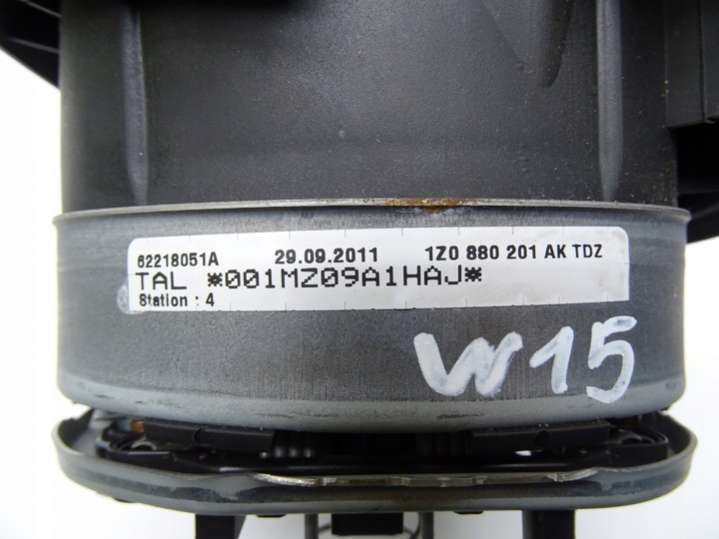 62218051A 29.09.2011 1Z0 880 201 AK TDZ
TAL *001MZ09A1HAJ*
Station : 4
W15